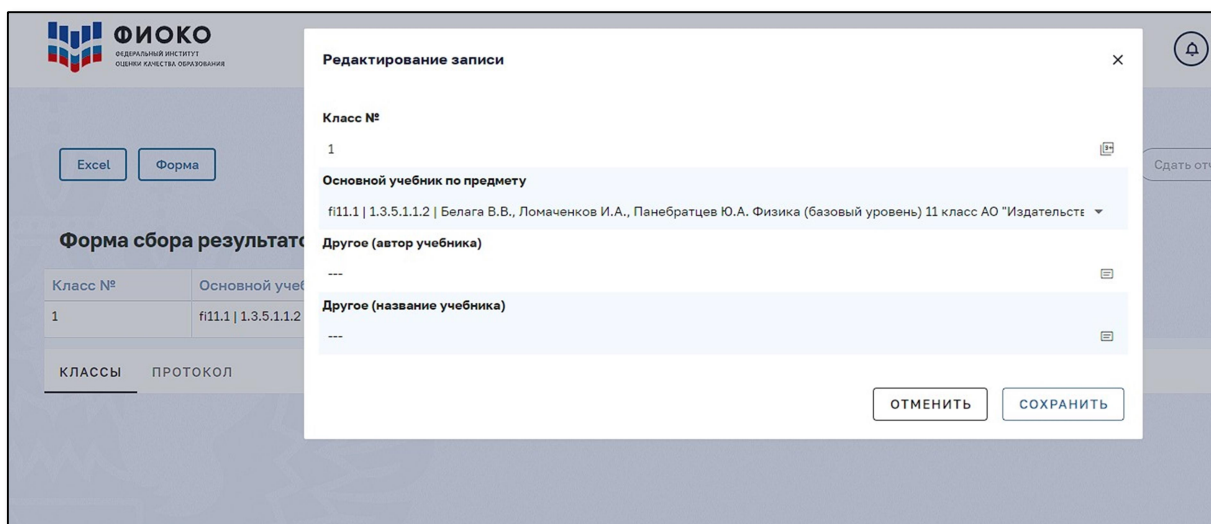 ФИОКО
ФЕДЕРАЛЬНЫЙ ИНСТИТУТ
ОЦЕНКИ КАЧЕСТВА ОБРАЗОВАНИЯ
Редактирование записи
Класс №
1
Excel Форма
Сдать отч
Основной учебник по предмету
fi11.1 | 1.3.5.1.1.2 | Белага В.В., Ломаченков И.А., Панебратцев Ю.А. Физика (базовый уровень) 11 класс АО "Издательств
Форма сбора результато
Другое (автор учебника)
---
Класс № Основной учеб
Другое (название учебника)
1 fi11.1 | 1.3.5.1.1.2
---
КЛАССЫ ПРОТОКОЛ
ОТМЕНИТЬ СОХРАНИТЬ